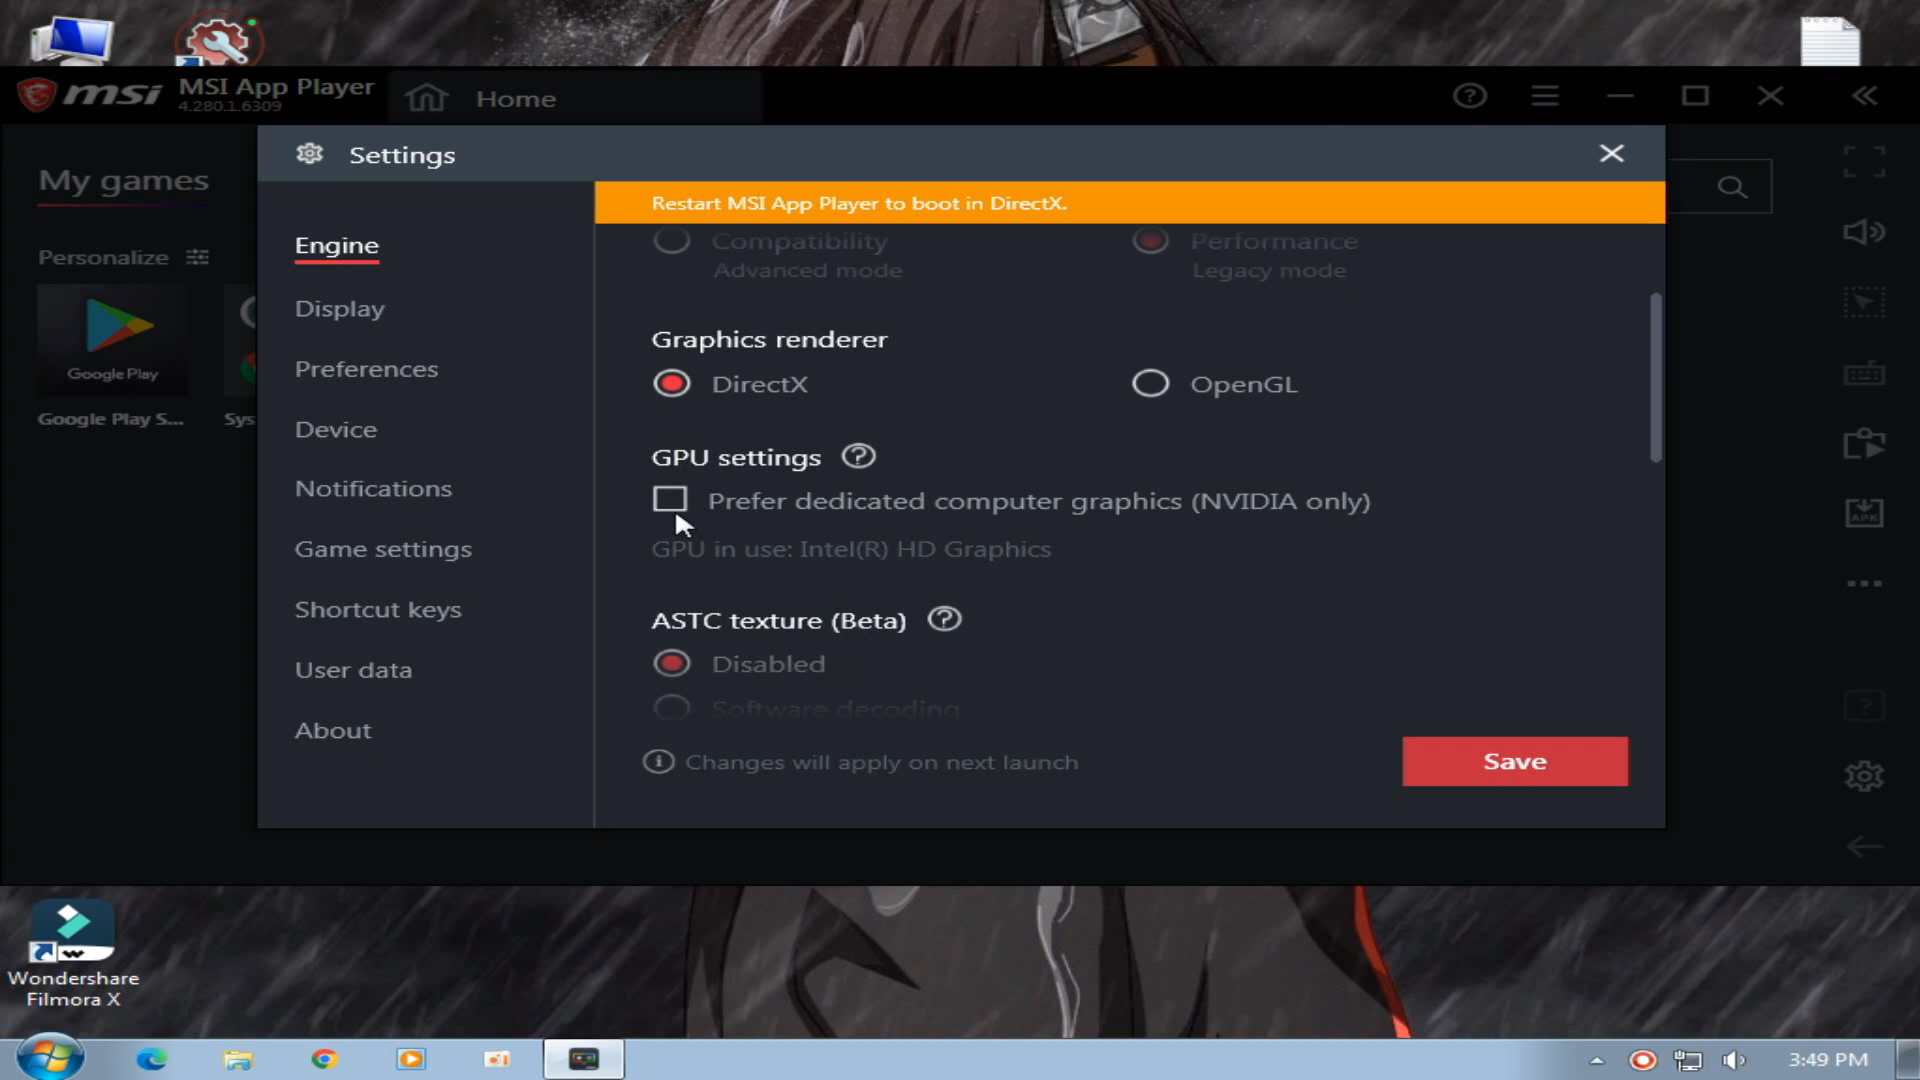 msi
MSI App Player
4.280.1.6309
Home
Settings
My games
Restart MSI App Player to boot in DirectX.
Engine
Compatibility
Performance
Personalize
Advanced mode
Legacy mode
Display
Graphics renderer
Preferences
Google Play
DirectX
OpenGL
Google Play S...
Sys
Device
GPU settings
Notifications
Prefer dedicated computer graphics (NVIDIA only)
APK
Game settings
GPU in use: Intel(R) HD Graphics
Shortcut keys
ASTC texture (Beta)
User data
Disabled
Software decoding
About
Changes will apply on next launch
Save
Wondershare
Filmora X
3:49 PM